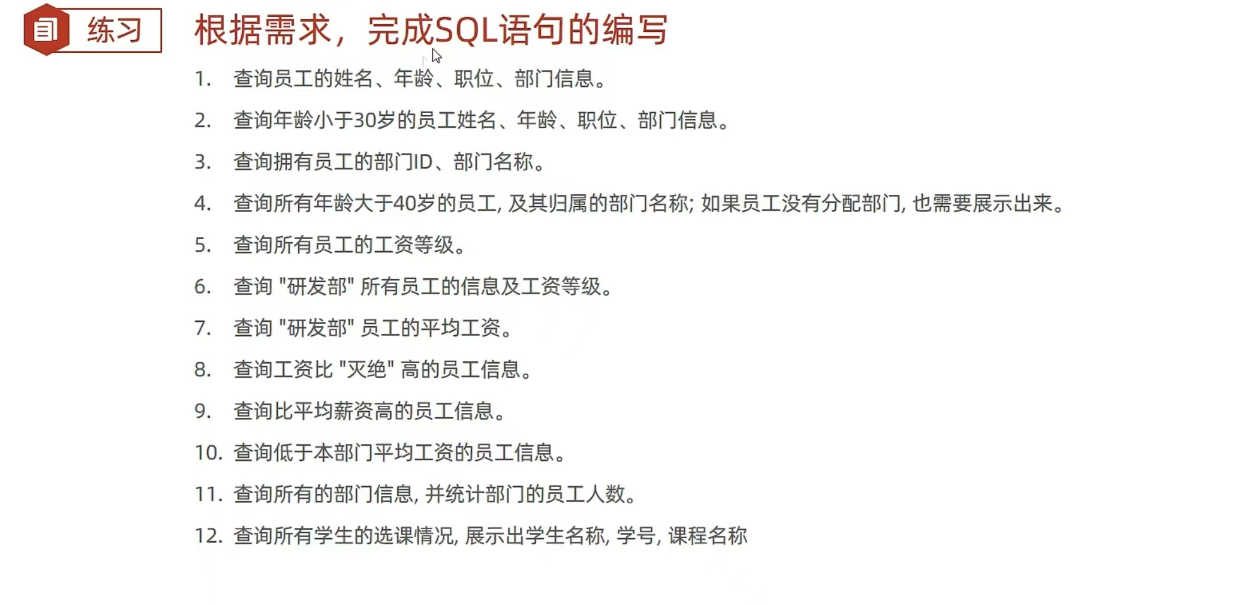 练习
根据需求，完成SQL语句的编写
1. 查询员工的姓名、年龄、职位、部门信息。
2. 查询年龄小于30岁的员工姓名、年龄、职位、部门信息。
3. 查询拥有员工的部门ID、部门名称。
4. 查询所有年龄大于40岁的员工, 及其归属的部门名称; 如果员工没有分配部门, 也需要展示出来。
5. 查询所有员工的工资等级。
6. 查询 "研发部" 所有员工的信息及工资等级。
7. 查询 "研发部" 员工的平均工资。
8. 查询工资比 "灭绝" 高的员工信息。
9. 查询比平均薪资高的员工信息。
10. 查询低于本部门平均工资的员工信息。
11. 查询所有的部门信息, 并统计部门的员工人数。
12. 查询所有学生的选课情况, 展示出学生名称, 学号, 课程名称